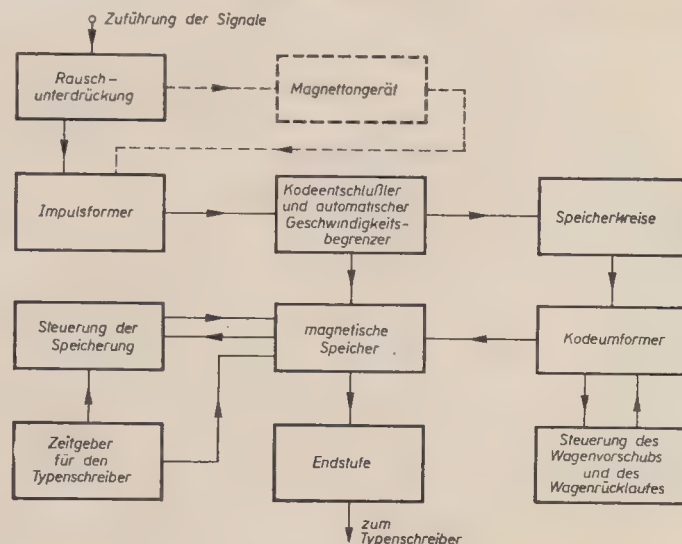 Zuführung der Signale
Rausch-
unterdrückung
Magnettongerät
Impulsformer
Kodeentschlüßler
und automatischer
Geschwindigkeits-
begrenzer
Speicherkreise
Steuerung der
Speicherung
magnetische
Speicher
Kodeumformer
Zeitgeber
für den
Typenschreiber
Endstufe
Steuerung des
Wagenvorschubs
und des
Wagenrücklaufes
zum
Typenschreiber